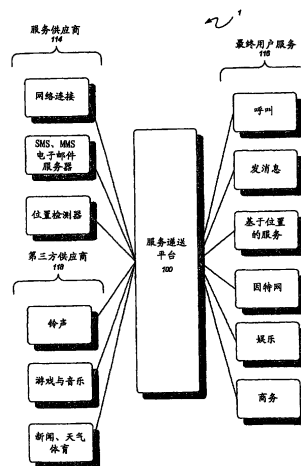 1
服务供应商
114
网络连接
SMS、MMS
电子邮件
服务器
位置检测器
第三方供应商
118
铃声
游戏与音乐
新闻、天气
体育
服务递送
平台
100
最终用户服务
116
呼叫
发消息
基于位置
的服务
因特网
娱乐
商务